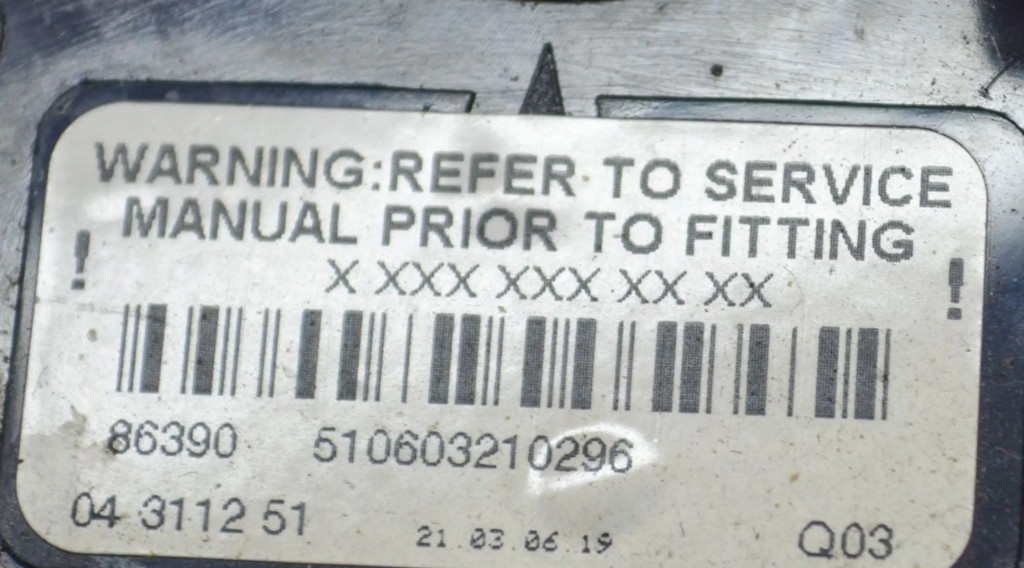 WARNING:REFER TO SERVICE
MANUAL PRIOR TO FITTING
! X XXX XXX XX XX !
86390 510603210296
04 3112 51 21.03.06.19 Q03